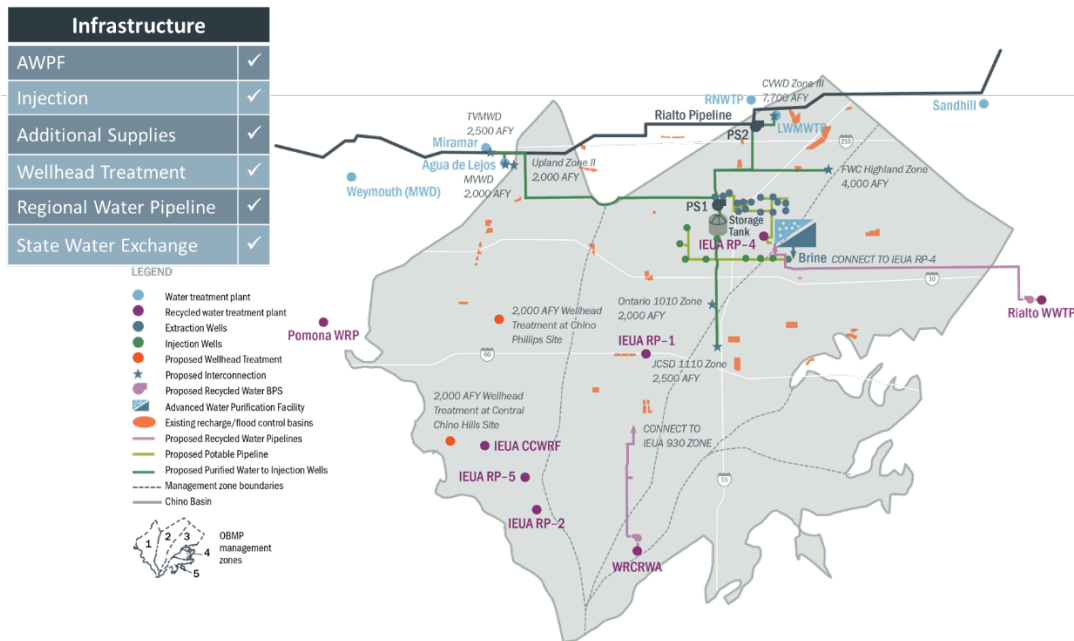 Infrastructure
AWPF ✓
Injection ✓
Additional Supplies ✓
Wellhead Treatment ✓
Regional Water Pipeline ✓
State Water Exchange ✓
LEGEND
Water treatment plant
Recycled water treatment plant
Extraction Wells
Injection Wells
Proposed Wellhead Treatment
Proposed Interconnection
Proposed Recycled Water BPS
Advanced Water Purification Facility
Existing recharge/flood control basins
Proposed Recycled Water Pipelines
Proposed Potable Pipeline
Proposed Purified Water to Injection Wells
Management zone boundaries
Chino Basin
1
2
3
4
5
OBMP
management
zones
CVWD Zone III
7,700 AFY
RNWTP
LWMWTP
Sandhill
TVMWD
2,500 AFY
Rialto Pipeline
PS2
210
Miramar
Agua de Lejos
Upland Zone II
2,000 AFY
MVWD
2,000 AFY
Weymouth (MWD)
FWC Highland Zone
4,000 AFY
PS1
Storage
Tank
IEUA RP-4
Brine
CONNECT TO IEUA RP-4
10
Rialto WWTP
Ontario 1010 Zone
2,000 AFY
2,000 AFY Wellhead
Treatment at Chino
Phillips Site
Pomona WRP
IEUA RP-1
60
JCSD 1110 Zone
2,500 AFY
2,000 AFY Wellhead
Treatment at Central
Chino Hills Site
CONNECT TO
IEUA 930 ZONE
IEUA CCWRF
IEUA RP-5
15
IEUA RP-2
WRCRWA